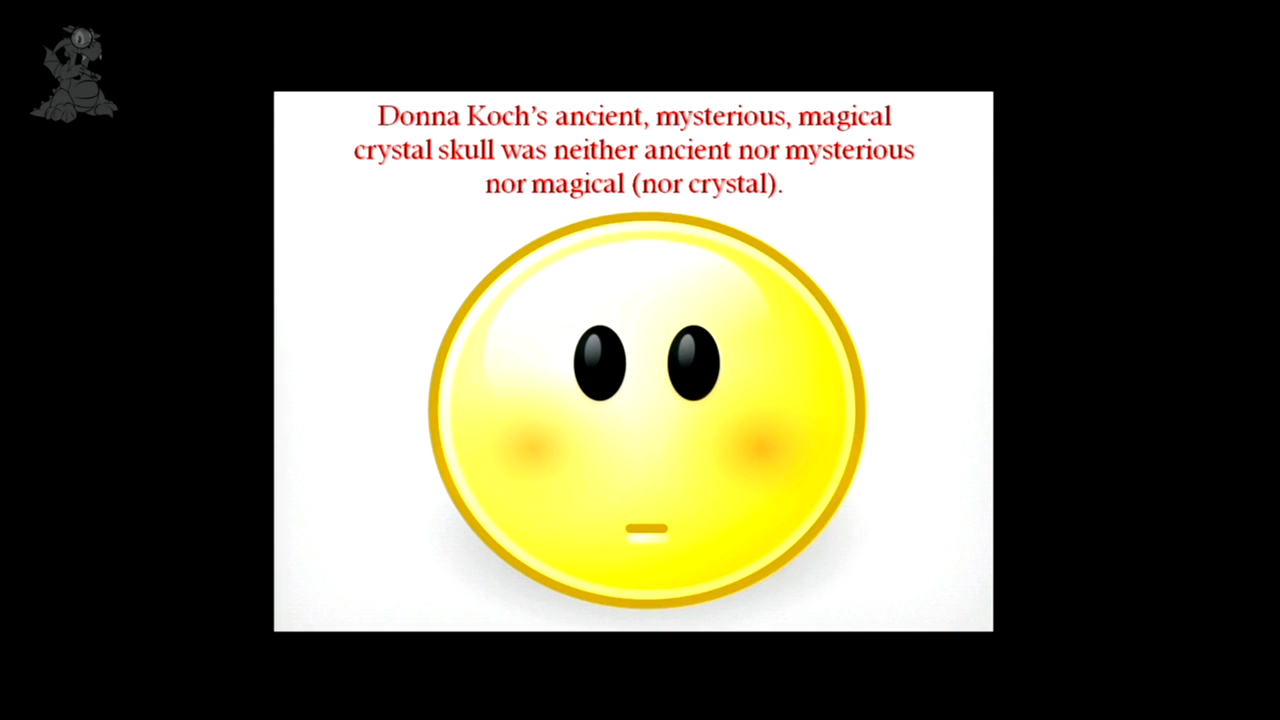 Donna Koch’s ancient, mysterious, magical
crystal skull was neither ancient nor mysterious
nor magical (nor crystal).